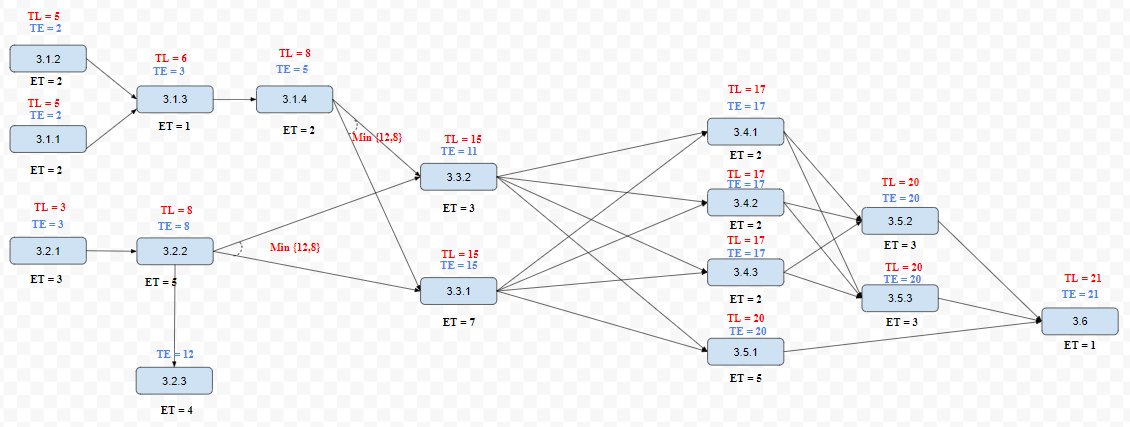 TL = 5
TE = 2
3.1.2
ET = 2
TL = 5
TE = 2
3.1.1
ET = 2
TL = 6
TE = 3
3.1.3
ET = 1
TL = 8
TE = 5
3.1.4
ET = 2
Min {12,8}
TL = 3
TE = 3
3.2.1
ET = 3
TL = 8
TE = 8
3.2.2
ET = 5
Min {12,8}
TE = 12
3.2.3
ET = 4
TL = 15
TE = 11
3.3.2
ET = 3
TL = 15
TE = 15
3.3.1
ET = 7
TL = 17
TE = 17
3.4.1
ET = 2
TL = 17
TE = 17
3.4.2
ET = 2
TL = 17
TE = 17
3.4.3
ET = 2
TL = 20
TE = 20
3.5.1
ET = 5
TL = 20
TE = 20
3.5.2
ET = 3
TL = 20
TE = 20
3.5.3
ET = 3
TL = 21
TE = 21
3.6
ET = 1